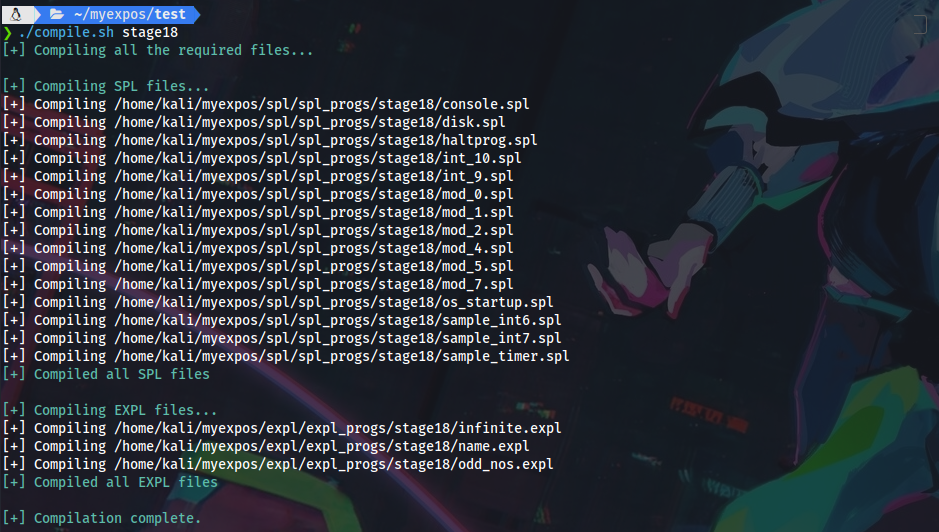 ~/myexpos/test
❯ ./compile.sh stage18
[+] Compiling all the required files...
[+] Compiling SPL files...
[+] Compiling /home/kali/myexpos/spl/spl_progs/stage18/console.spl
[+] Compiling /home/kali/myexpos/spl/spl_progs/stage18/disk.spl
[+] Compiling /home/kali/myexpos/spl/spl_progs/stage18/haltprog.spl
[+] Compiling /home/kali/myexpos/spl/spl_progs/stage18/int_10.spl
[+] Compiling /home/kali/myexpos/spl/spl_progs/stage18/int_9.spl
[+] Compiling /home/kali/myexpos/spl/spl_progs/stage18/mod_0.spl
[+] Compiling /home/kali/myexpos/spl/spl_progs/stage18/mod_1.spl
[+] Compiling /home/kali/myexpos/spl/spl_progs/stage18/mod_2.spl
[+] Compiling /home/kali/myexpos/spl/spl_progs/stage18/mod_4.spl
[+] Compiling /home/kali/myexpos/spl/spl_progs/stage18/mod_5.spl
[+] Compiling /home/kali/myexpos/spl/spl_progs/stage18/mod_7.spl
[+] Compiling /home/kali/myexpos/spl/spl_progs/stage18/os_startup.spl
[+] Compiling /home/kali/myexpos/spl/spl_progs/stage18/sample_int6.spl
[+] Compiling /home/kali/myexpos/spl/spl_progs/stage18/sample_int7.spl
[+] Compiling /home/kali/myexpos/spl/spl_progs/stage18/sample_timer.spl
[+] Compiled all SPL files
[+] Compiling EXPL files...
[+] Compiling /home/kali/myexpos/expl/expl_progs/stage18/infinite.expl
[+] Compiling /home/kali/myexpos/expl/expl_progs/stage18/name.expl
[+] Compiling /home/kali/myexpos/expl/expl_progs/stage18/odd_nos.expl
[+] Compiled all EXPL files
[+] Compilation complete.